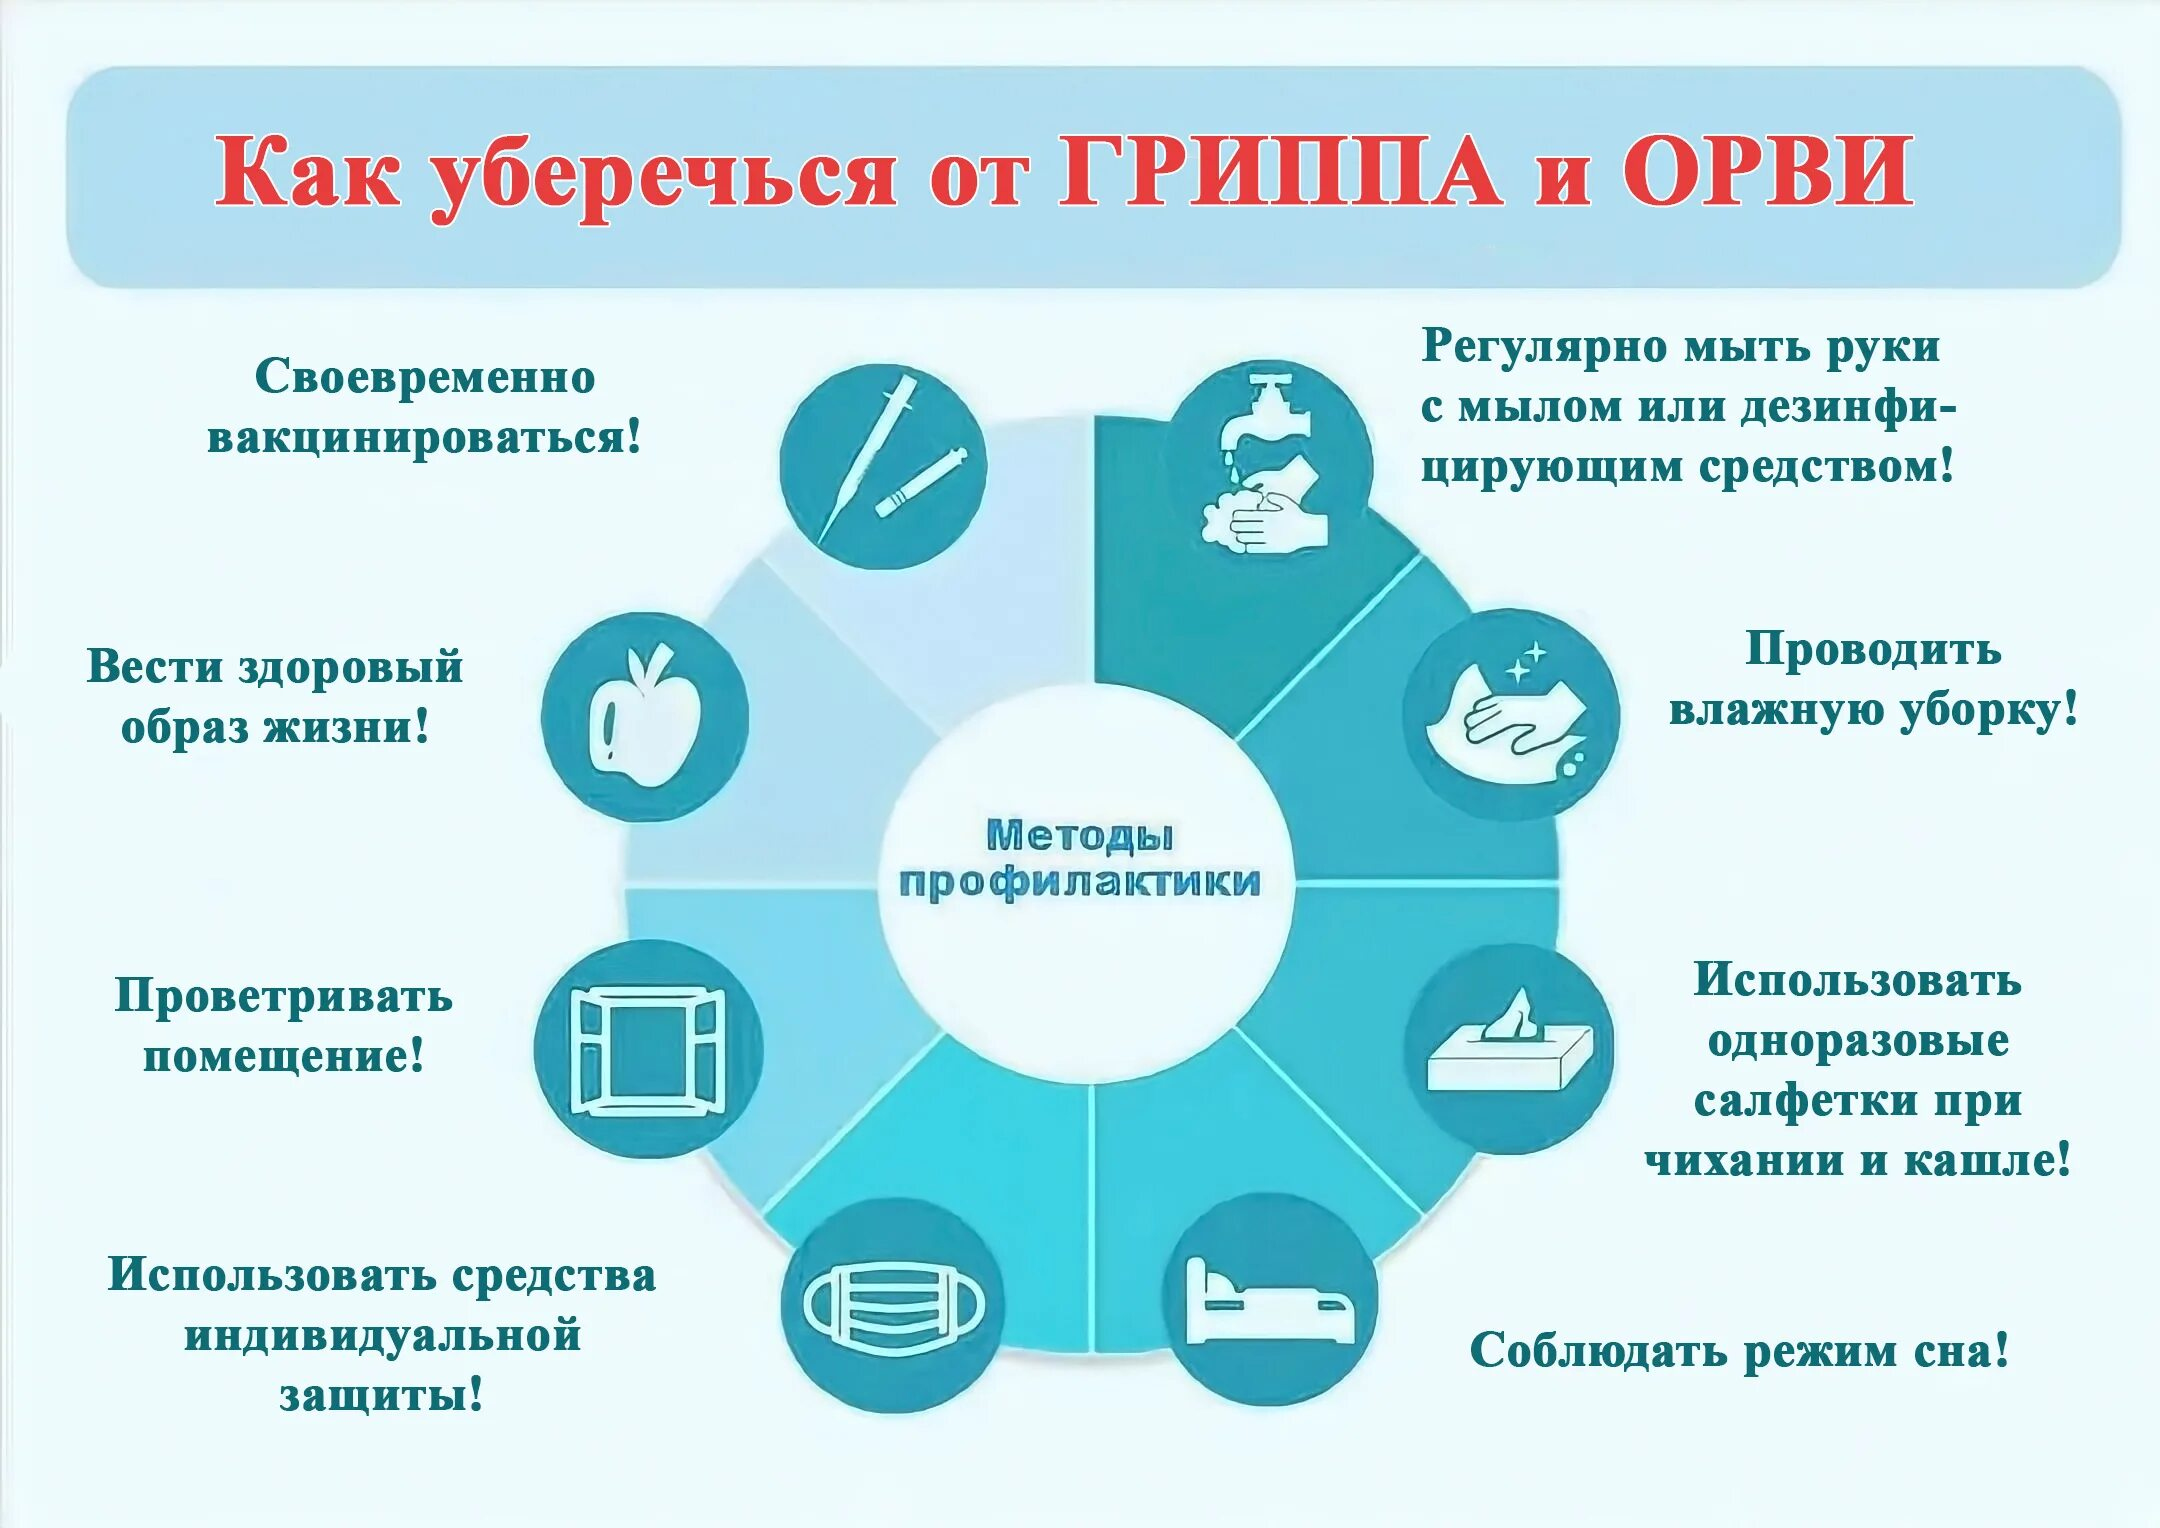 Как уберечься от ГРИППА и ОРВИ
Своевременно
вакцинироваться!
Регулярно мыть руки
с мылом или дезинфи-
цирующим средством!
Вести здоровый
образ жизни!
Проводить
влажную уборку!
Методы
профилактики
Проветривать
помещение!
Использовать
одноразовые
салфетки при
чихании и кашле!
Использовать средства
индивидуальной
защиты!
Соблюдать режим сна!